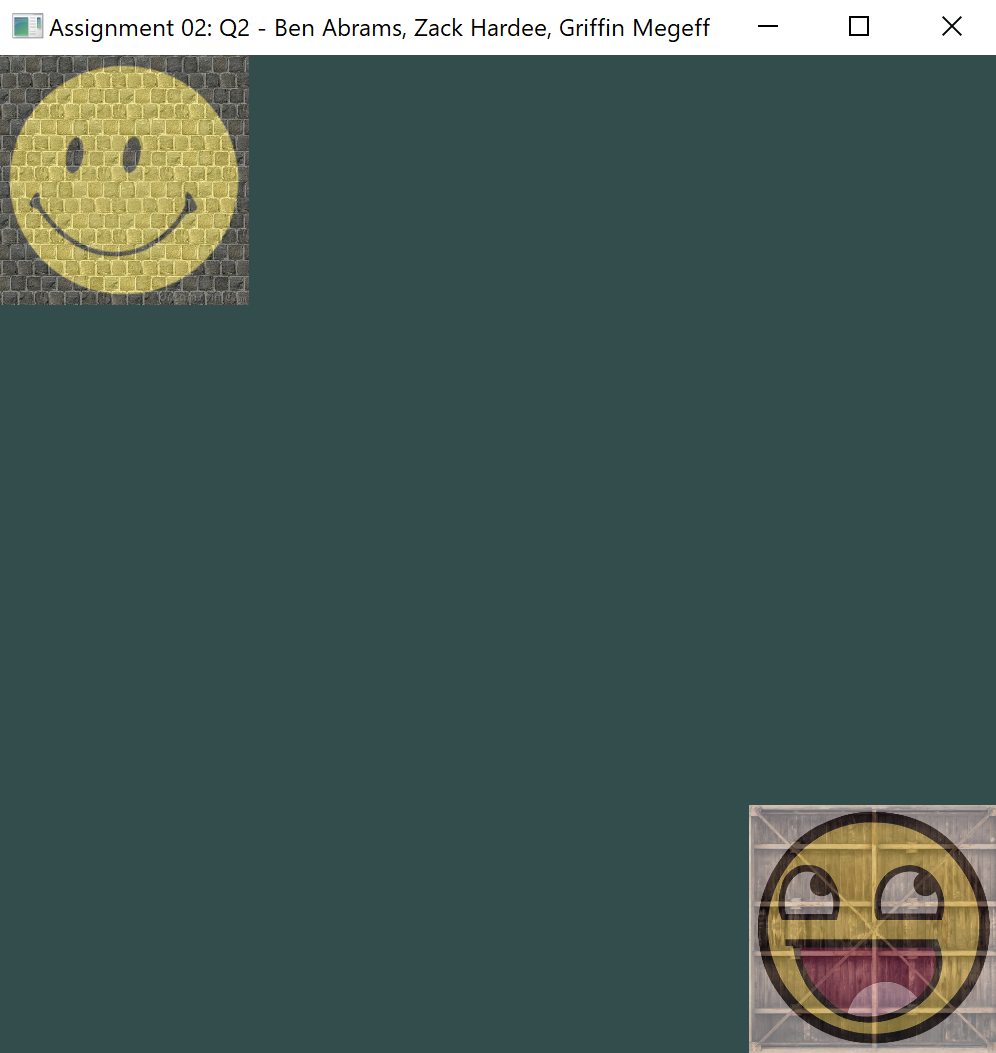 Assignment 02: Q2 - Ben Abrams, Zack Hardee, Griffin Megeff